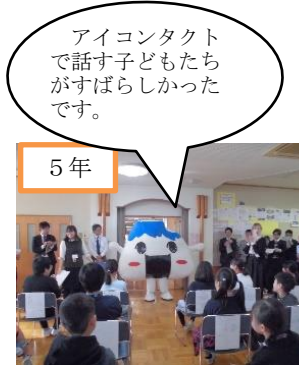 アイコンタクト
で話す子どもたち
がすばらしかった
です。
５年